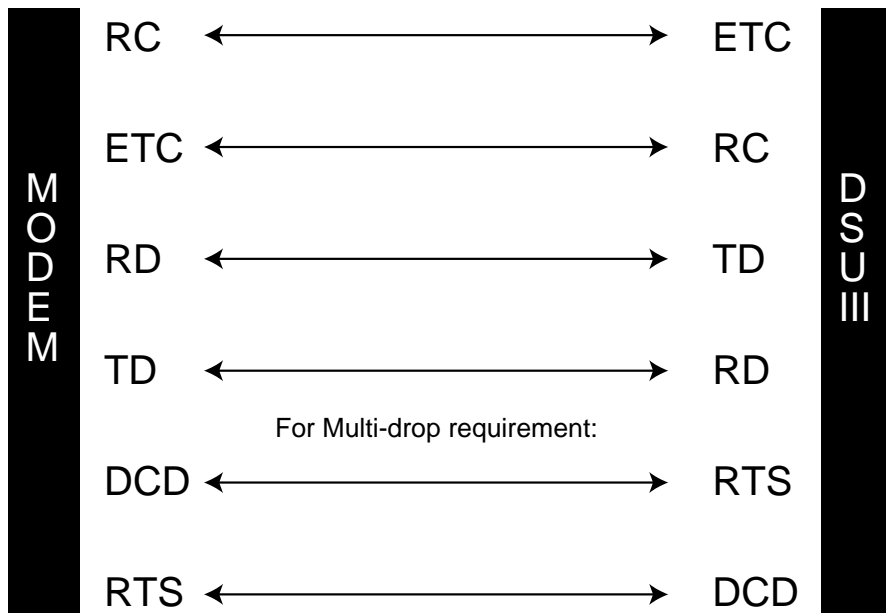 RC ETC
ETC RC
RD TD
TD RD
For Multi-drop requirement:
DCD RTS
RTS DCD
MODEM
DSU III